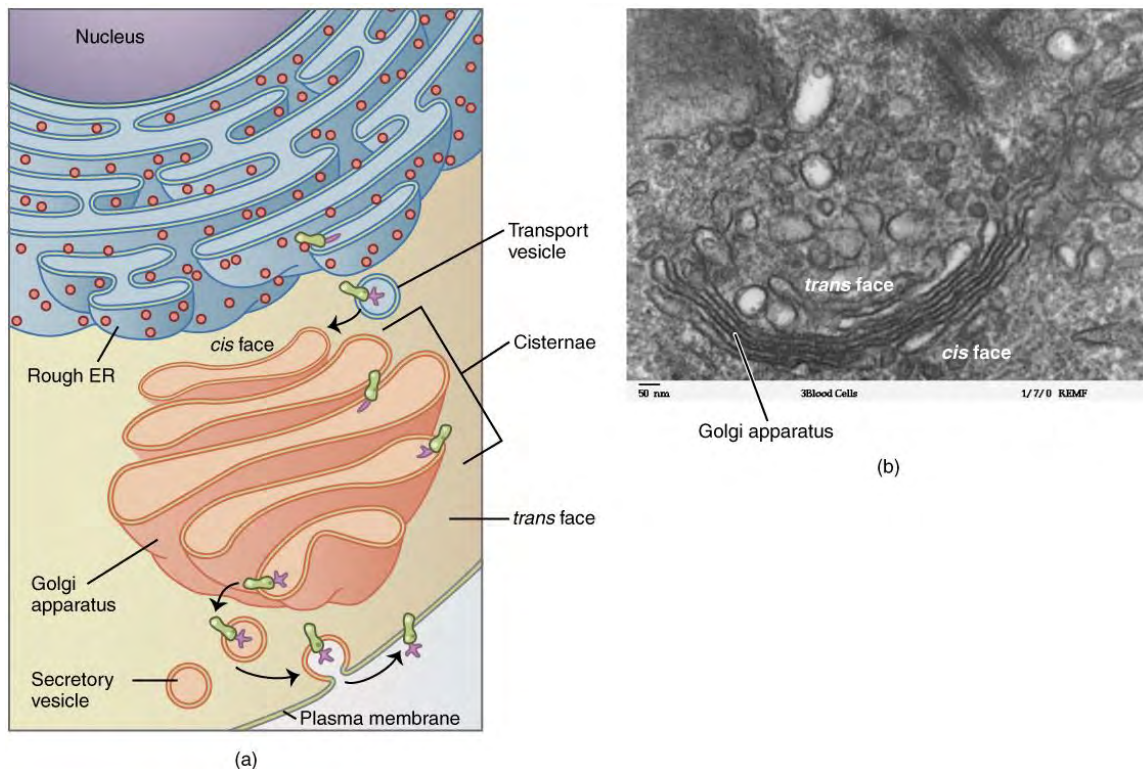 Nucleus
Transport
vesicle
cis face
Cisternae
Rough ER
trans face
Golgi
apparatus
Secretory
vesicle
Plasma membrane
(a)
trans face
cis face
50 nm
3Blood Cells
1/7/0 REMF
Golgi apparatus
(b)